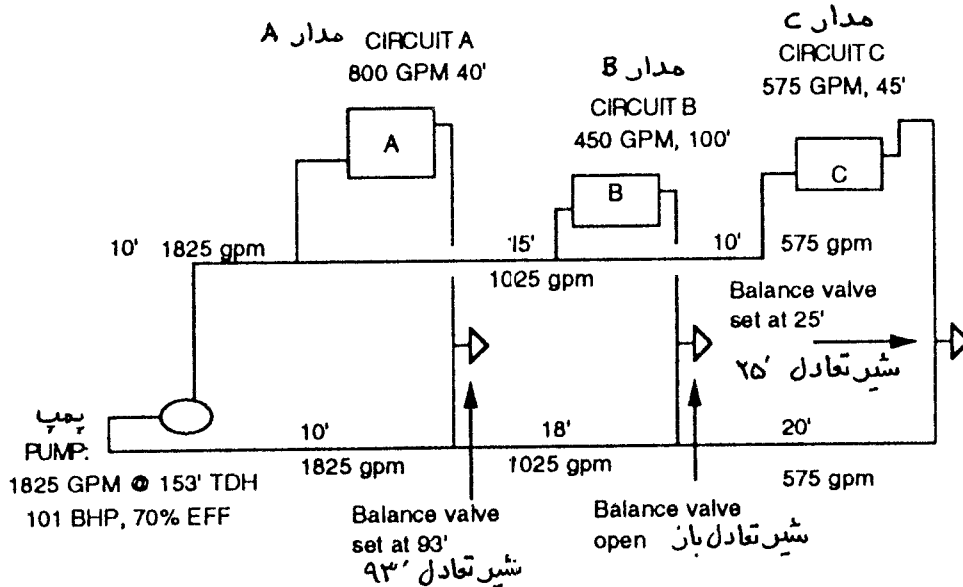 مدار A
CIRCUIT A
800 GPM 40'
مدار B
CIRCUIT B
450 GPM, 100'
مدار C
CIRCUIT C
575 GPM, 45'
A
B
C
10' 1825 gpm
15'
1025 gpm
10' 575 gpm
Balance valve
set at 25'
شیر تعادل ۲۵'
پمپ
PUMP:
1825 GPM @ 153' TDH
101 BHP, 70% EFF
10'
1825 gpm
18'
1025 gpm
20'
575 gpm
Balance valve
set at 93'
شیر تعادل ۹۳'
Balance valve
open شیر تعادل باز